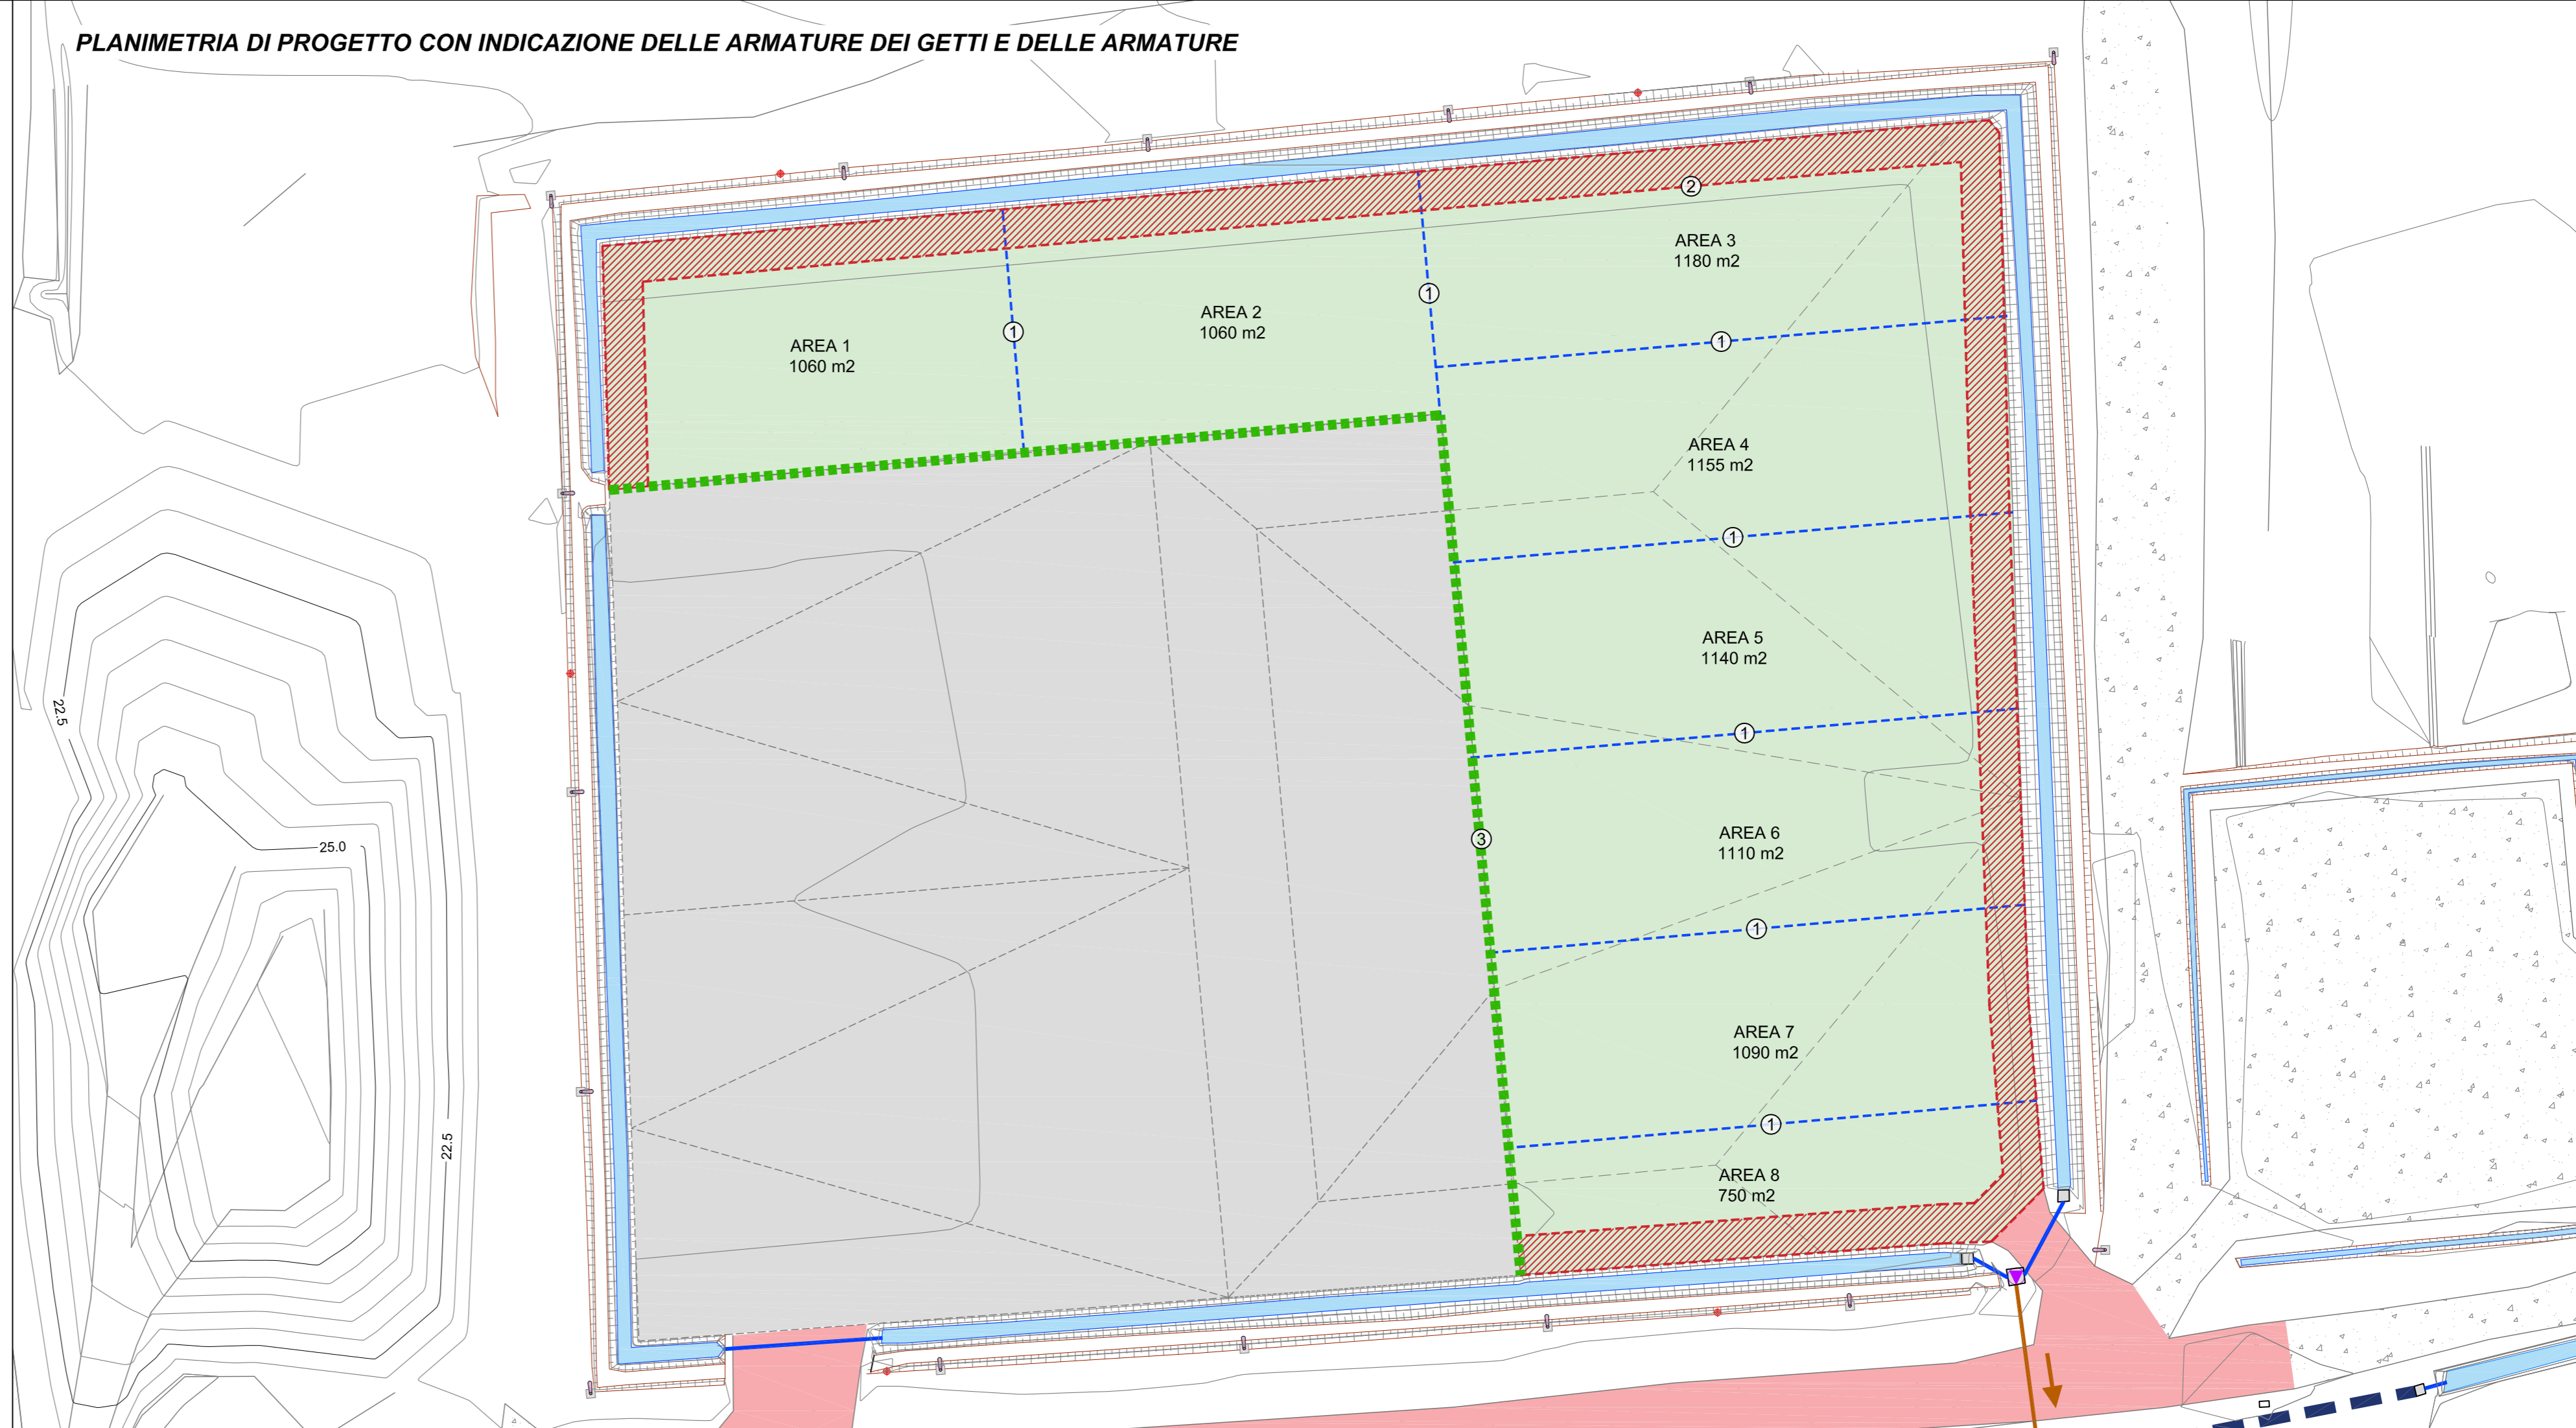 PLANIMETRIA DI PROGETTO CON INDICAZIONE DELLE ARMATURE DEI GETTI E DELLE ARMATURE
2
AREA 3
1180 m2
1
AREA 2
1060 m2
1
1
AREA 1
1060 m2
AREA 4
1155 m2
1
AREA 5
1140 m2
22.5
1
3
AREA 6
1110 m2
25.0
1
AREA 7
1090 m2
1
22.5
AREA 8
750 m2